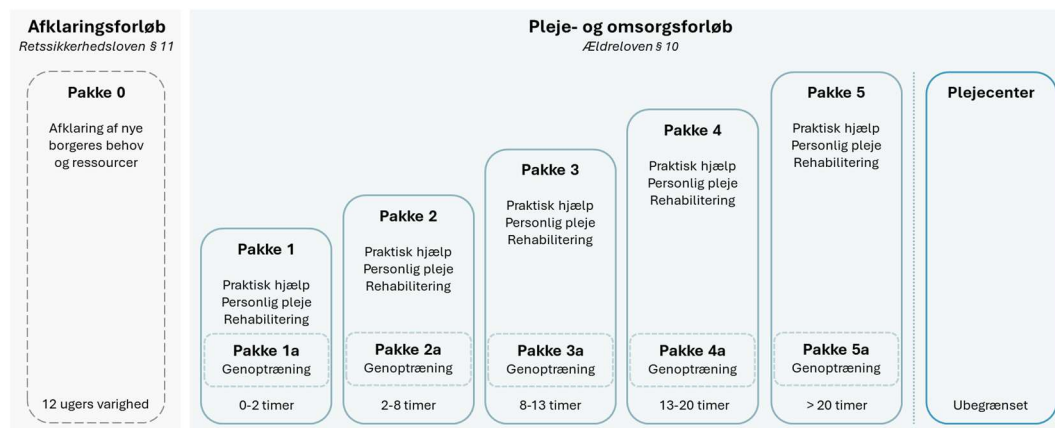 Afklaringsforløb
Retssikkerhedsloven § 11
Pakke 0
Afklaring af nye
borgeres behov
og ressourcer
12 ugers varighed
Pleje- og omsorgsforløb
Ældreloven § 10
Pakke 1
Praktisk hjælp
Personlig pleje
Rehabilitering
Pakke 1a
Genoptræning
0-2 timer
Pakke 2
Praktisk hjælp
Personlig pleje
Rehabilitering
Pakke 2a
Genoptræning
2-8 timer
Pakke 3
Praktisk hjælp
Personlig pleje
Rehabilitering
Pakke 3a
Genoptræning
8-13 timer
Pakke 4
Praktisk hjælp
Personlig pleje
Rehabilitering
Pakke 4a
Genoptræning
13-20 timer
Pakke 5
Praktisk hjælp
Personlig pleje
Rehabilitering
Pakke 5a
Genoptræning
> 20 timer
Plejecenter
Ubegrænset